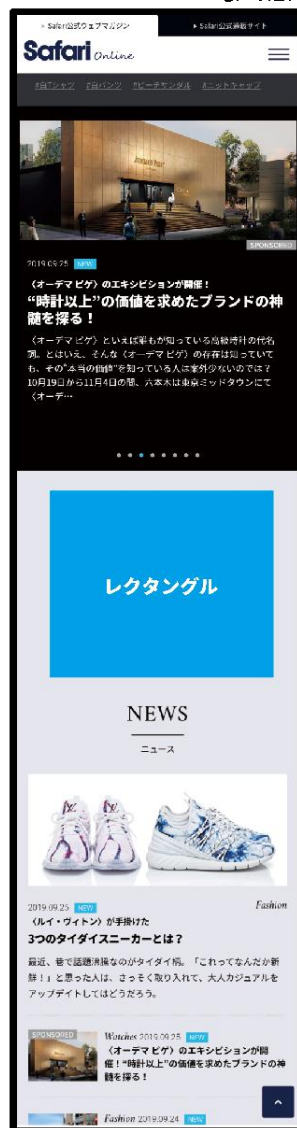 ▸ Safari公式ウェブマガジン
▸ Safari公式通販サイト
Safari Online
#白Tシャツ #白パンツ #ビーチサンダル #ニットキャップ
AUDEMARS PIGUET
SPONSORED
2019.09.25 NEW
〈オーデマ ピゲ〉のエキシビションが開催!
“時計以上”の価値を求めたブランドの神
髄を探る!
〈オーデマ ピゲ〉といえば誰もが知っている高級時計の代名
詞。とはいえ、そんな〈オーデマ ピゲ〉の存在は知っていて
も、その“本当の価値”を知っている人は案外少ないのでは?
10月19日から11月4日の間、六本木は東京ミッドタウンにて
〈オーデ…
レクタングル
NEWS
ニュース
2019.09.25 NEW
Fashion
〈ルイ・ヴィトン〉が手掛けた
3つのタイダイスニーカーとは?
最近、巷で話題沸騰なのがタイダイ柄。「これってなんだか新
鮮!」と思った人は、さっそく取り入れて、大人カジュアルを
アップデイトしてはどうだろう。
SPONSORED
Watches 2019.09.25 NEW
〈オーデマ ピゲ〉のエキシビションが開
催!“時計以上”の価値を求めたブランドの神
髄を探る!
Fashion 2019.09.24 NEW